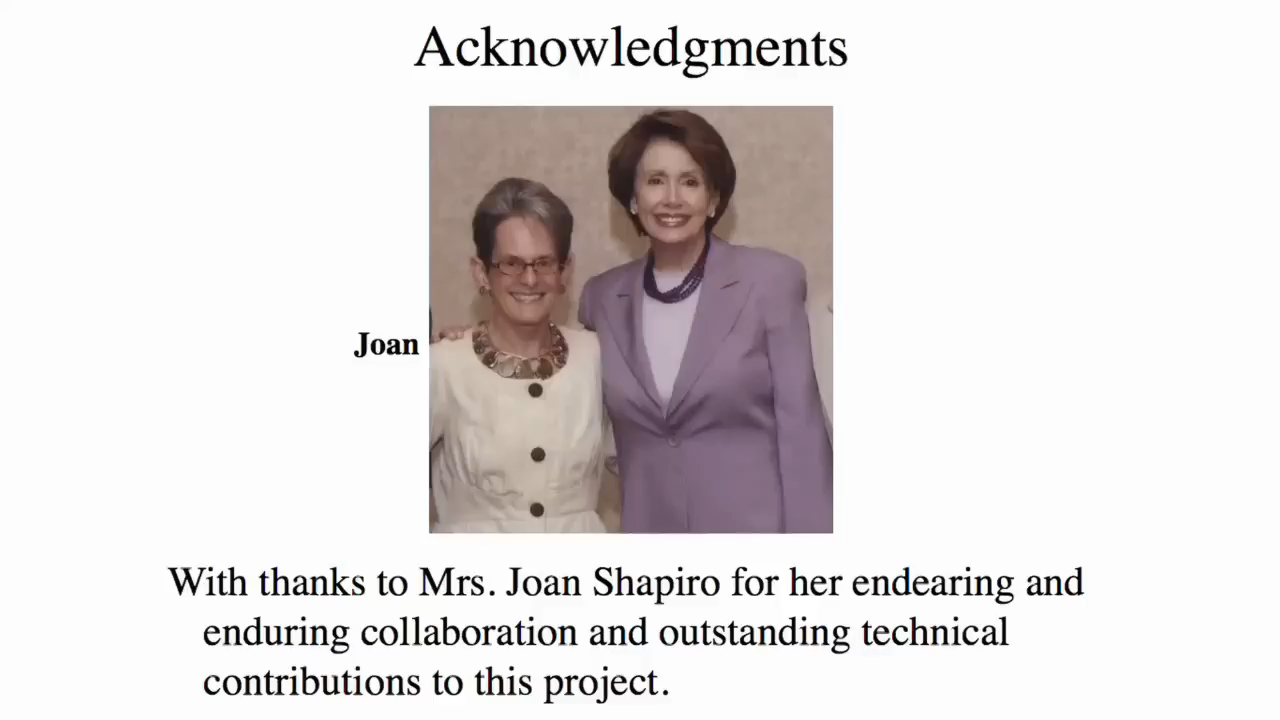 Acknowledgments
Joan
With thanks to Mrs. Joan Shapiro for her endearing and
enduring collaboration and outstanding technical
contributions to this project.